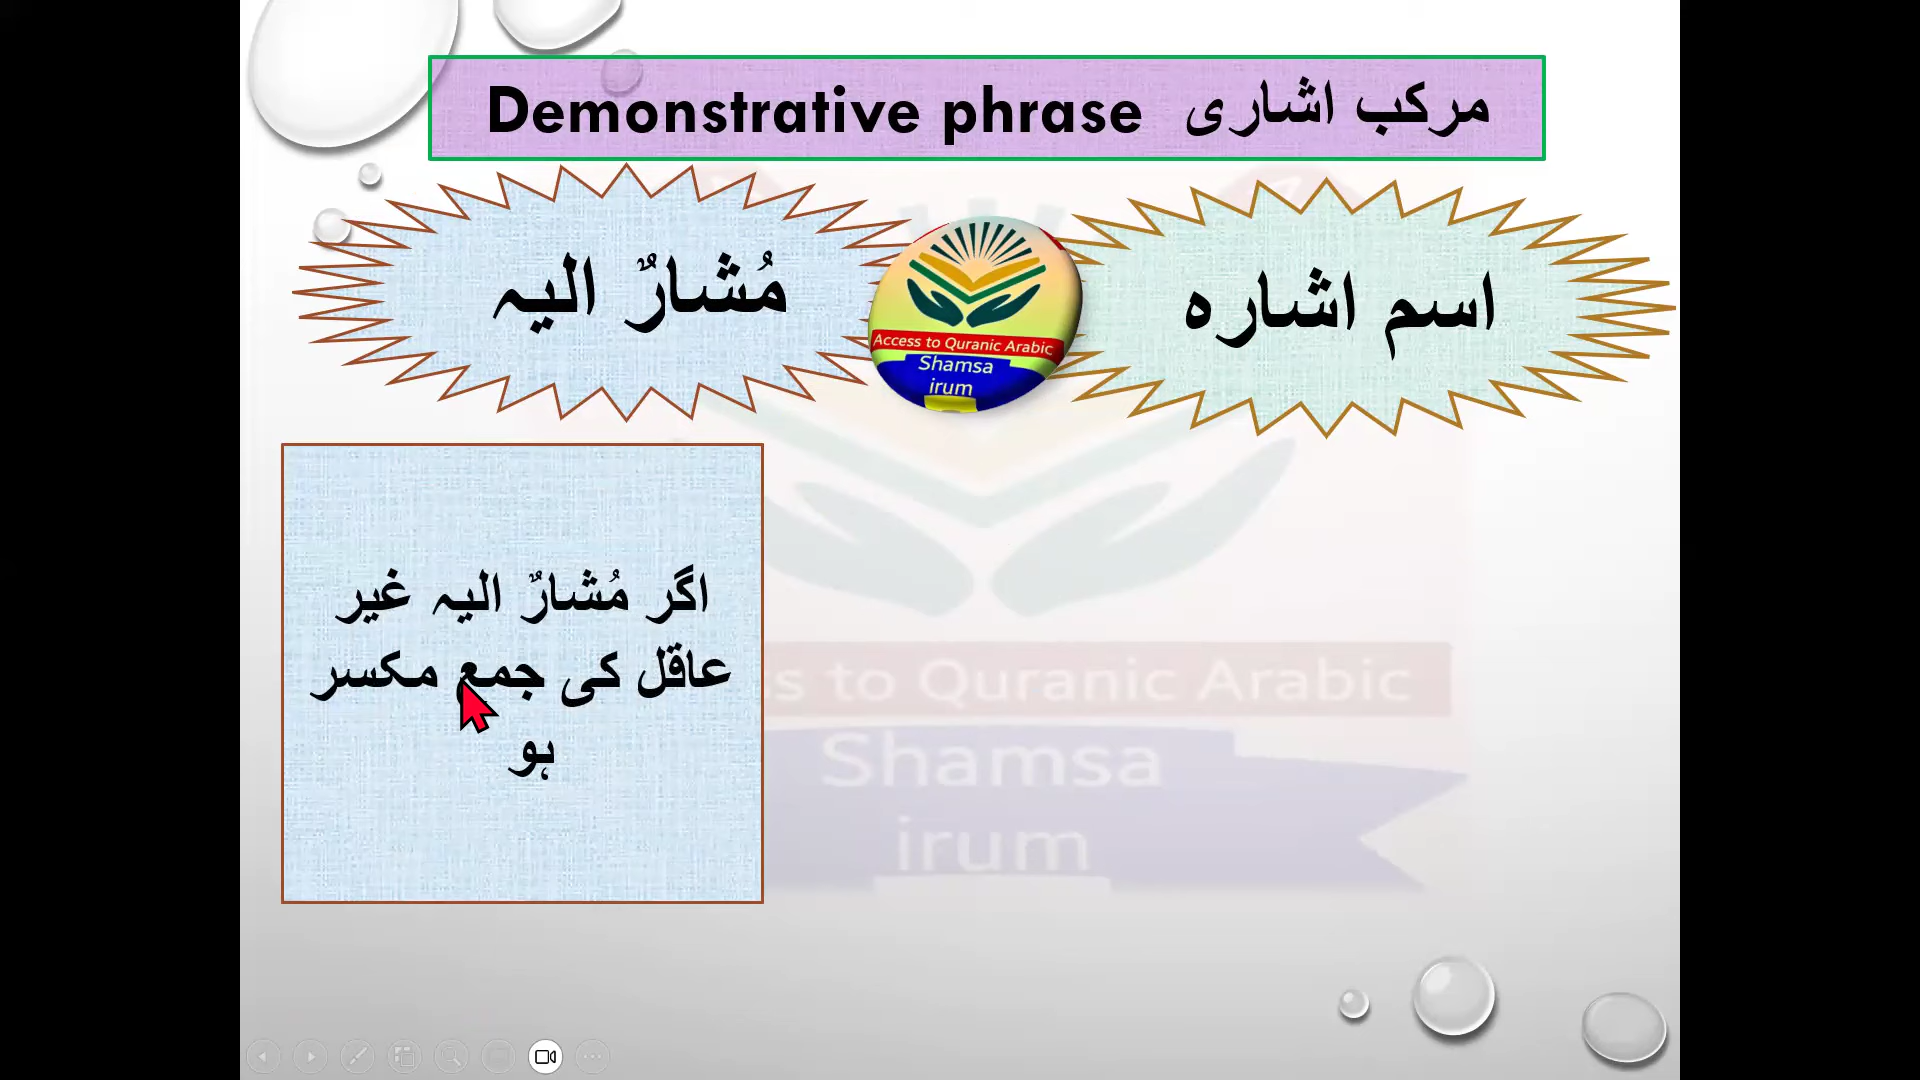 Demonstrative phrase مرکب اشاری
اسم اشارہ
مُشارٌ الیہ
Access to Quranic Arabic
Shamsa
irum
اگر مُشارٌ الیہ غیر
عاقل کی جمع مکسر
ہو
s to Quranic Arabic
Shamsa
irum